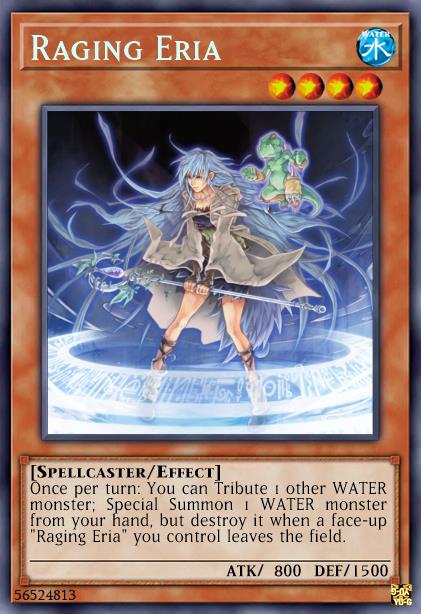 Raging Eria
WATER
水
[Spellcaster/Effect]
Once per turn: You can Tribute 1 other WATER
monster; Special Summon 1 WATER monster
from your hand, but destroy it when a face-up
"Raging Eria" you control leaves the field.
ATK/ 800 DEF/1500
56524813